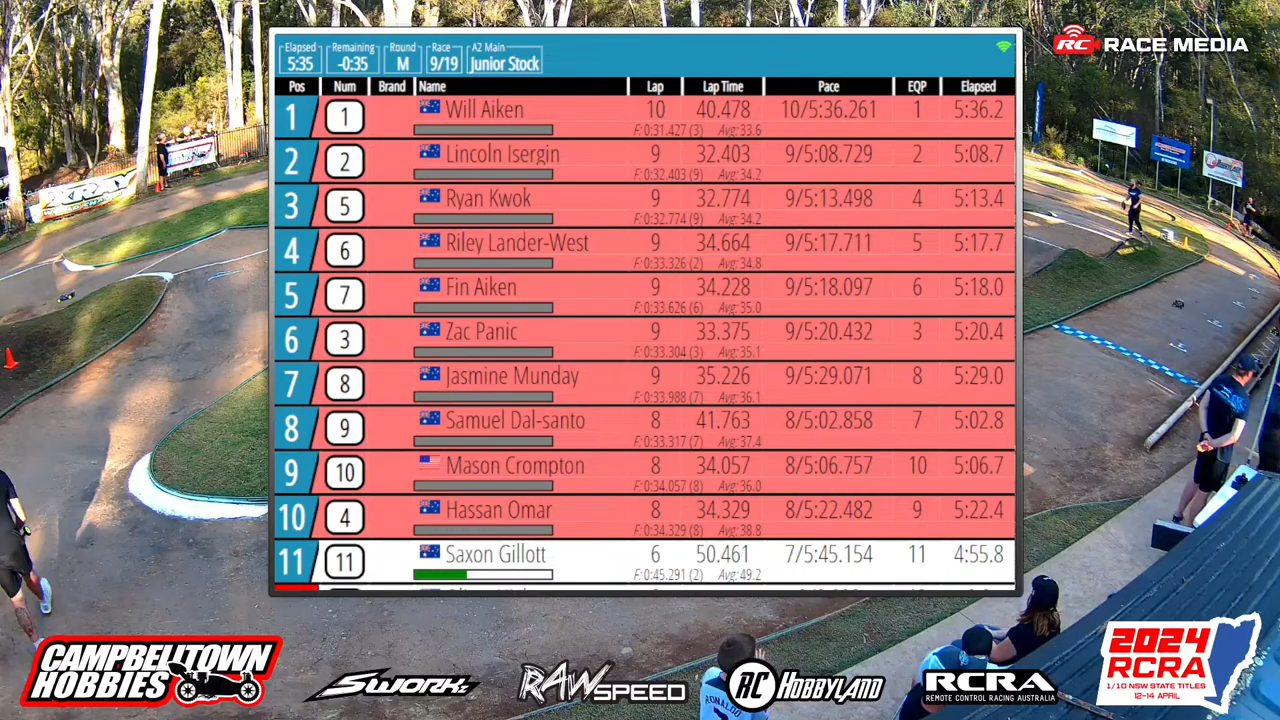 RC RACE MEDIA
Elapsed Remaining Round Race A2 Main
5:35 -0:35 M 9/19 Junior Stock
Pos Num Brand Name Lap Lap Time Pace EQP Elapsed
1 1 Will Aiken 10 40.478 10/5:36.261 1 5:36.2
F: 0:31.427 (3) Avg: 33.6
2 2 Lincoln Isergin 9 32.403 9/5:08.729 2 5:08.7
F: 0:32.403 (9) Avg: 34.2
3 5 Ryan Kwok 9 32.774 9/5:13.498 4 5:13.4
F: 0:32.774 (9) Avg: 34.2
4 6 Riley Lander-West 9 34.664 9/5:17.711 5 5:17.7
F: 0:33.326 (2) Avg: 34.8
5 7 Fin Aiken 9 34.228 9/5:18.097 6 5:18.0
F: 0:33.626 (6) Avg: 35.0
6 3 Zac Panic 9 33.375 9/5:20.432 3 5:20.4
F: 0:33.304 (3) Avg: 35.1
7 8 Jasmine Munday 9 35.226 9/5:29.071 8 5:29.0
F: 0:33.988 (7) Avg: 36.1
8 9 Samuel Dal-santo 8 41.763 8/5:02.858 7 5:02.8
F: 0:33.317 (7) Avg: 37.4
9 10 Mason Crompton 8 34.057 8/5:06.757 10 5:06.7
F: 0:34.057 (8) Avg: 36.0
10 4 Hassan Omar 8 34.329 8/5:22.482 9 5:22.4
F: 0:34.329 (8) Avg: 38.8
11 11 Saxon Gillott 6 50.461 7/5:45.154 11 4:55.8
F: 0:45.291 (2) Avg: 49.2
XRAY
CAMPBELLTOWN
HOBBIES
SWORKz
RAW SPEED
RC HOBBYLAND
RCRA
REMOTE CONTROL RACING AUSTRALIA
2024
RCRA
1/10 NSW STATE TITLES
12-14 APRIL
RONALDO
7